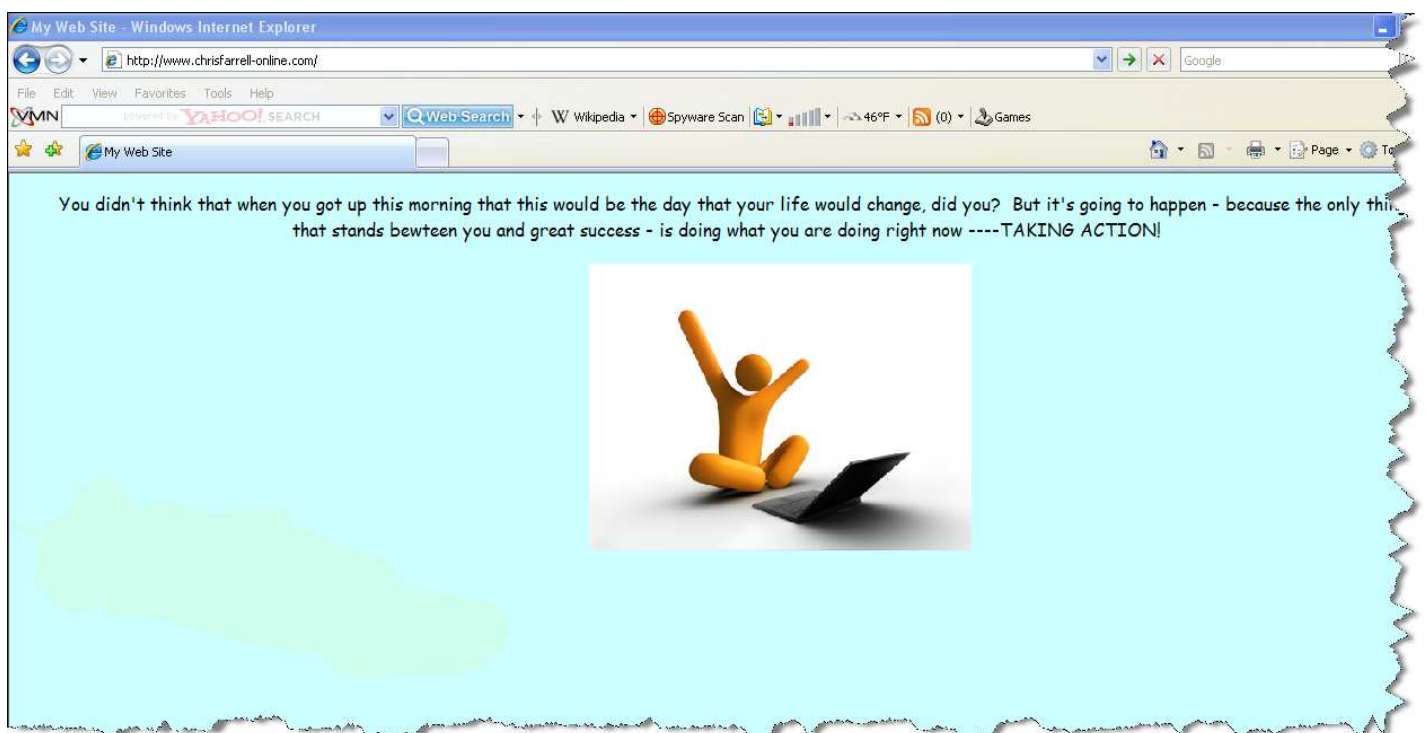 My Web Site - Windows Internet Explorer
http://www.chrisfarrell-online.com/
Google
File Edit View Favorites Tools Help
VMN powered by YAHOO! SEARCH Web Search W Wikipedia Spyware Scan 46°F (0) Games
My Web Site Page
You didn't think that when you got up this morning that this would be the day that your life would change, did you? But it's going to happen - because the only
that stands bewteen you and great success - is doing what you are doing right now ----TAKING ACTION!